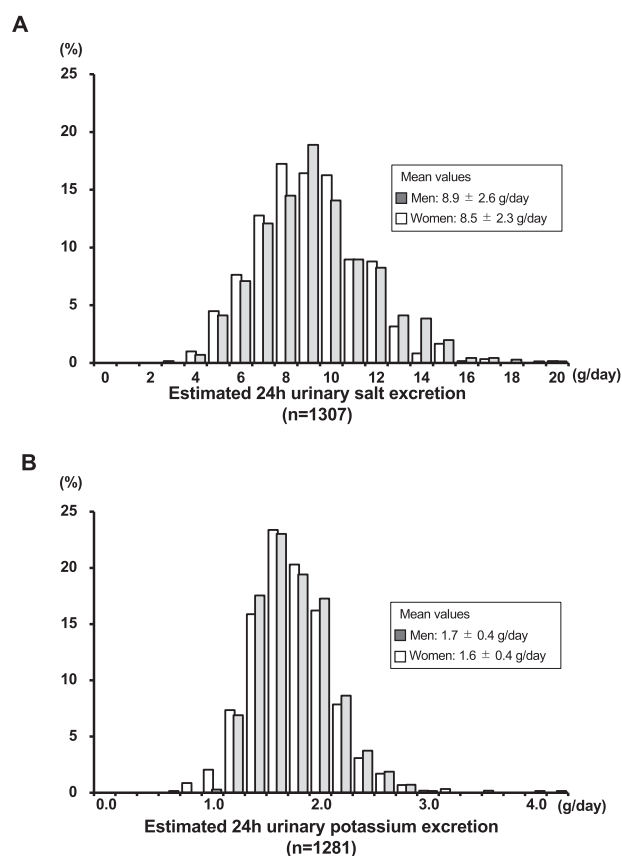 A
(%)
25
20
15
10
5
0
Mean values
Men: 8.9 ± 2.6 g/day
Women: 8.5 ± 2.3 g/day
0 2 4 6 8 10 12 14 16 18 20 (g/day)
Estimated 24h urinary salt excretion
(n=1307)
B
(%)
25
20
15
10
5
0
Mean values
Men: 1.7 ± 0.4 g/day
Women: 1.6 ± 0.4 g/day
0.0 1.0 2.0 3.0 4.0 (g/day)
Estimated 24h urinary potassium excretion
(n=1281)